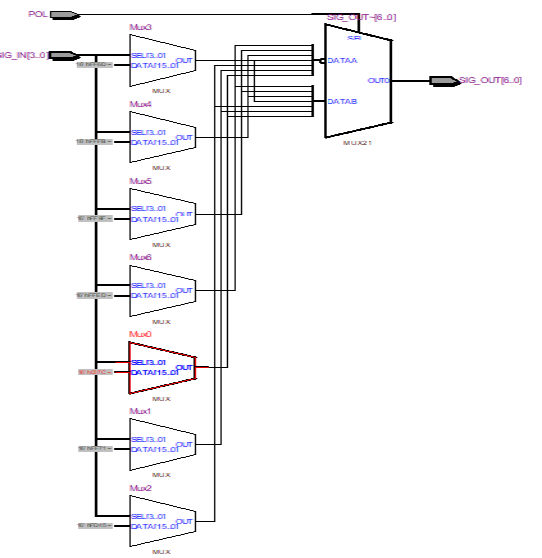 POL
SIG_OUT~[6..0]
SEL
DATAA
DATAB
OUT0
MUX21
SIG_OUT[6..0]
SIG_IN[3..0]
Mux3
SEL[3..0]
DATA[15..0]
OUT
MUX
Mux4
SEL[3..0]
DATA[15..0]
OUT
MUX
Mux5
SEL[3..0]
DATA[15..0]
OUT
MUX
Mux6
SEL[3..0]
DATA[15..0]
OUT
MUX
Mux0
SEL[3..0]
DATA[15..0]
OUT
MUX
Mux1
SEL[3..0]
DATA[15..0]
OUT
MUX
Mux2
SEL[3..0]
DATA[15..0]
OUT
MUX